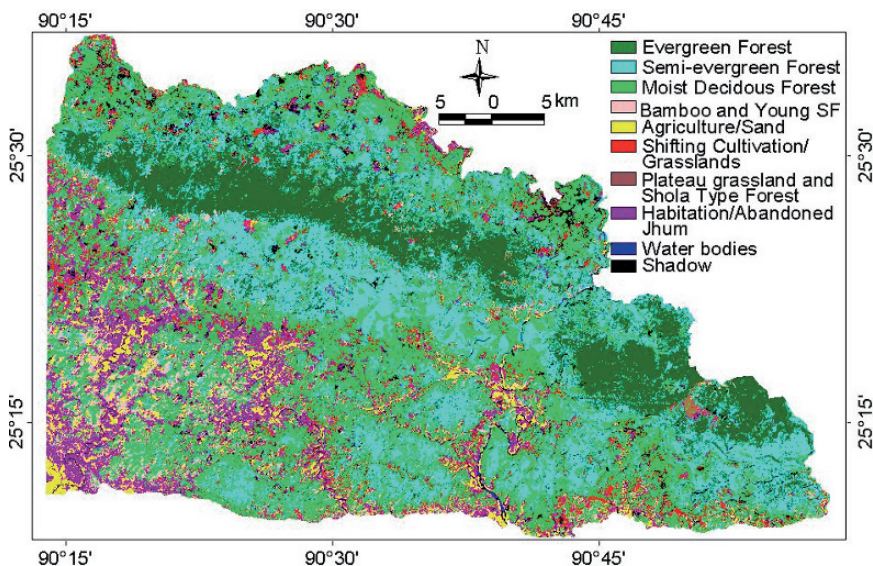 90°15' 90°30' 90°45'
N
5 0 5 km
Evergreen Forest
Semi-evergreen Forest
Moist Decidous Forest
Bamboo and Young SF
Agriculture/Sand
Shifting Cultivation/
Grasslands
Plateau grassland and
Shola Type Forest
Habitation/Abandoned
Jhum
Water bodies
Shadow
25°30' 25°30'
25°15' 25°15'
90°15' 90°30' 90°45'